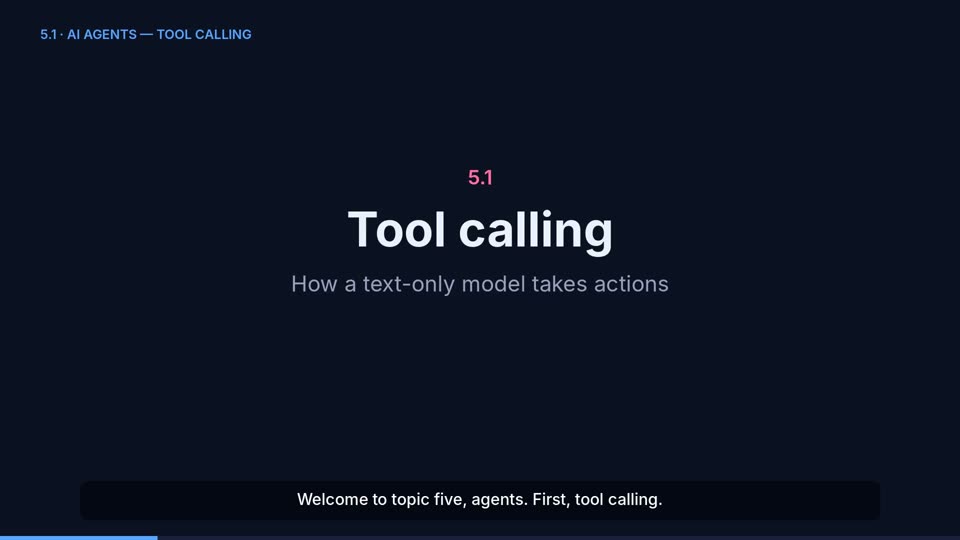 5.1 · AI AGENTS — TOOL CALLING
5.1
Tool calling
How a text-only model takes actions
Welcome to topic five, agents. First, tool calling.